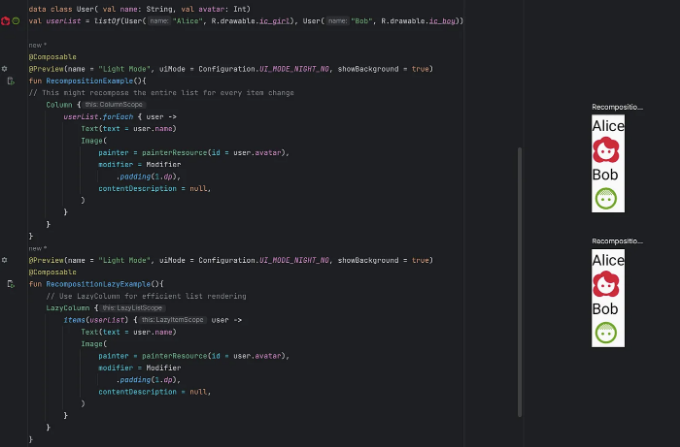 data class User( val name: String, val avatar: Int)
val userList = listOf(User( name: "Alice", R.drawable.ic_girl), User( name: "Bob", R.drawable.ic_boy))
new *
@Composable
@Preview(name = "Light Mode", uiMode = Configuration.UI_MODE_NIGHT_NO, showBackground = true)
fun RecompositionExample(){
// This might recompose the entire list for every item change
Column { this: ColumnScope
userList.forEach { user ->
Text(text = user.name)
Image(
painter = painterResource(id = user.avatar),
modifier = Modifier
.padding(1.dp),
contentDescription = null,
)
}
}
}
new *
@Preview(name = "Light Mode", uiMode = Configuration.UI_MODE_NIGHT_NO, showBackground = true)
@Composable
fun RecompositionLazyExample(){
// Use LazyColumn for efficient list rendering
LazyColumn { this: LazyListScope
items(userList) { this: LazyItemScope user ->
Text(text = user.name)
Image(
painter = painterResource(id = user.avatar),
modifier = Modifier
.padding(1.dp),
contentDescription = null,
)
}
}
}
Recompositio...
Alice
Bob
Recompositio...
Alice
Bob